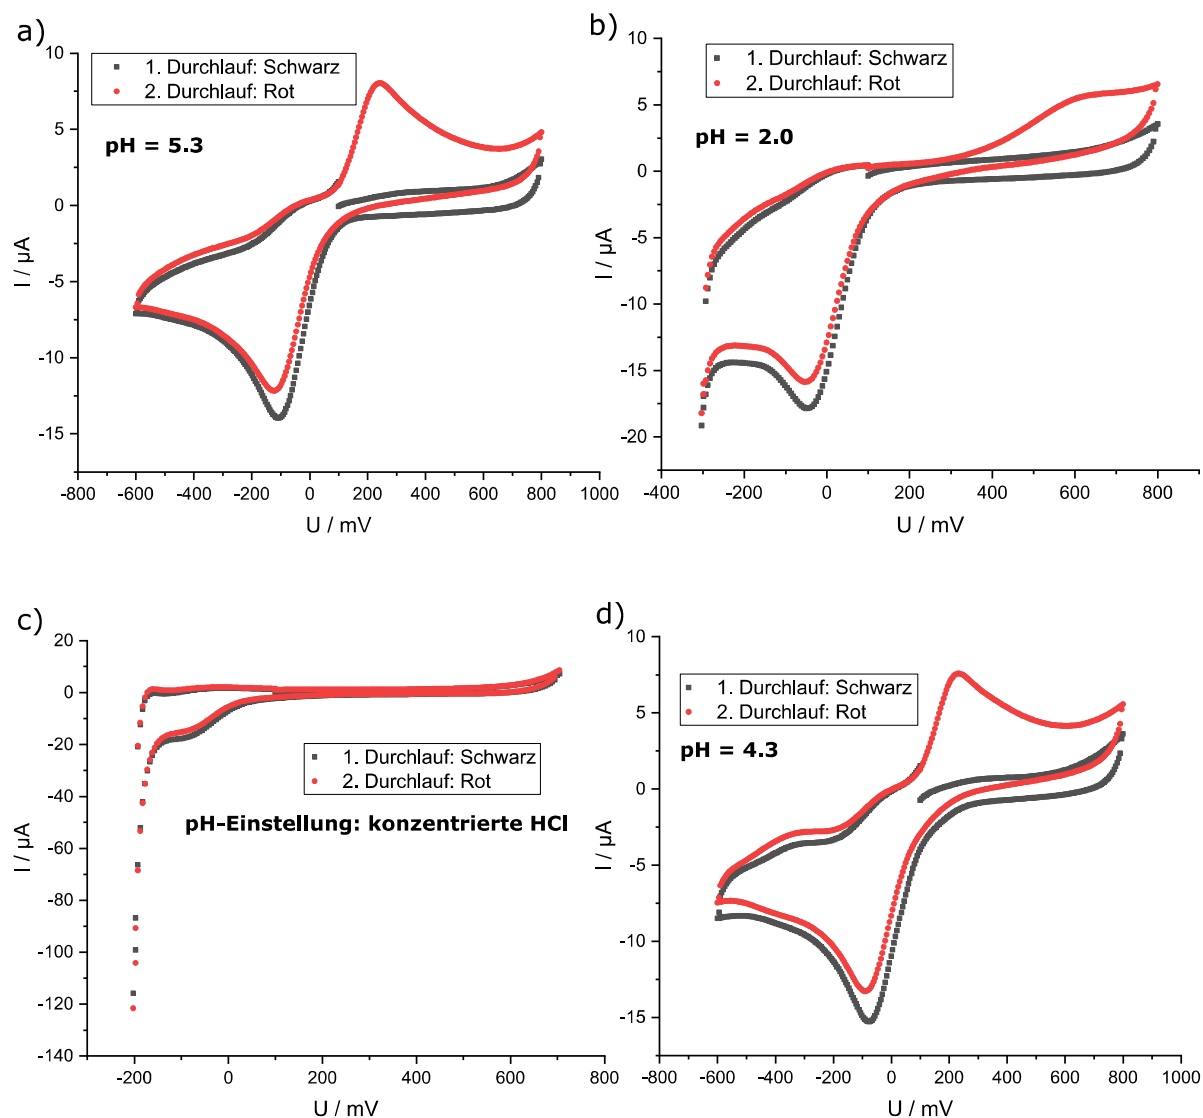 a)
10
5
0
-5
-10
-15
I / µA
1. Durchlauf: Schwarz
2. Durchlauf: Rot
pH = 5.3
-800 -600 -400 -200 0 200 400 600 800 1000
U / mV
b)
10
5
0
-5
-10
-15
-20
I / µA
1. Durchlauf: Schwarz
2. Durchlauf: Rot
pH = 2.0
-400 -200 0 200 400 600 800
U / mV
c)
20
0
-20
-40
-60
-80
-100
-120
-140
I / µA
1. Durchlauf: Schwarz
2. Durchlauf: Rot
pH-Einstellung: konzentrierte HCl
-200 0 200 400 600 800
U / mV
d)
10
5
0
-5
-10
-15
I / µA
1. Durchlauf: Schwarz
2. Durchlauf: Rot
pH = 4.3
-800 -600 -400 -200 0 200 400 600 800 1000
U / mV